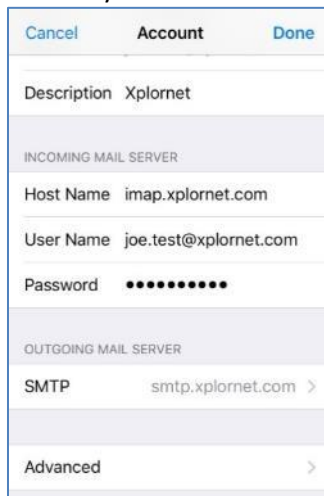 Cancel Account Done
Description Xplornet
INCOMING MAIL SERVER
Host Name imap.xplornet.com
User Name joe.test@xplornet.com
Password ●●●●●●●●●●
OUTGOING MAIL SERVER
SMTP smtp.xplornet.com >
Advanced >